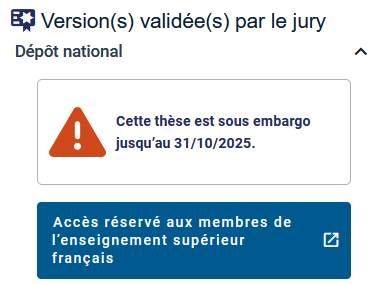 Version(s) validée(s) par le jury
Dépôt national
Cette thèse est sous embargo
jusqu’au 31/10/2025.
Accès réservé aux membres de
l’enseignement supérieur
français